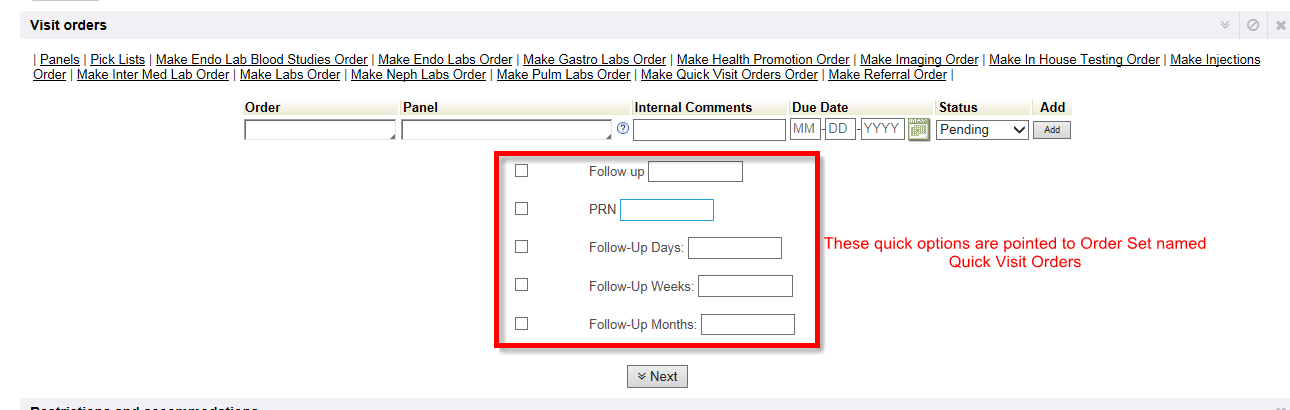 Visit orders
| Panels | Pick Lists | Make Endo Lab Blood Studies Order | Make Endo Labs Order | Make Gastro Labs Order | Make Health Promotion Order | Make Imaging Order | Make In House Testing Order | Make Injections
Order | Make Inter Med Lab Order | Make Labs Order | Make Neph Labs Order | Make Pulm Labs Order | Make Quick Visit Orders Order | Make Referral Order |
Order Panel Internal Comments Due Date Status Add
MM - DD - YYYY Pending Add
Follow up
PRN
Follow-Up Days:
These quick options are pointed to Order Set named
Quick Visit Orders
Follow-Up Weeks:
Follow-Up Months:
Next
Restrictions and accommodations